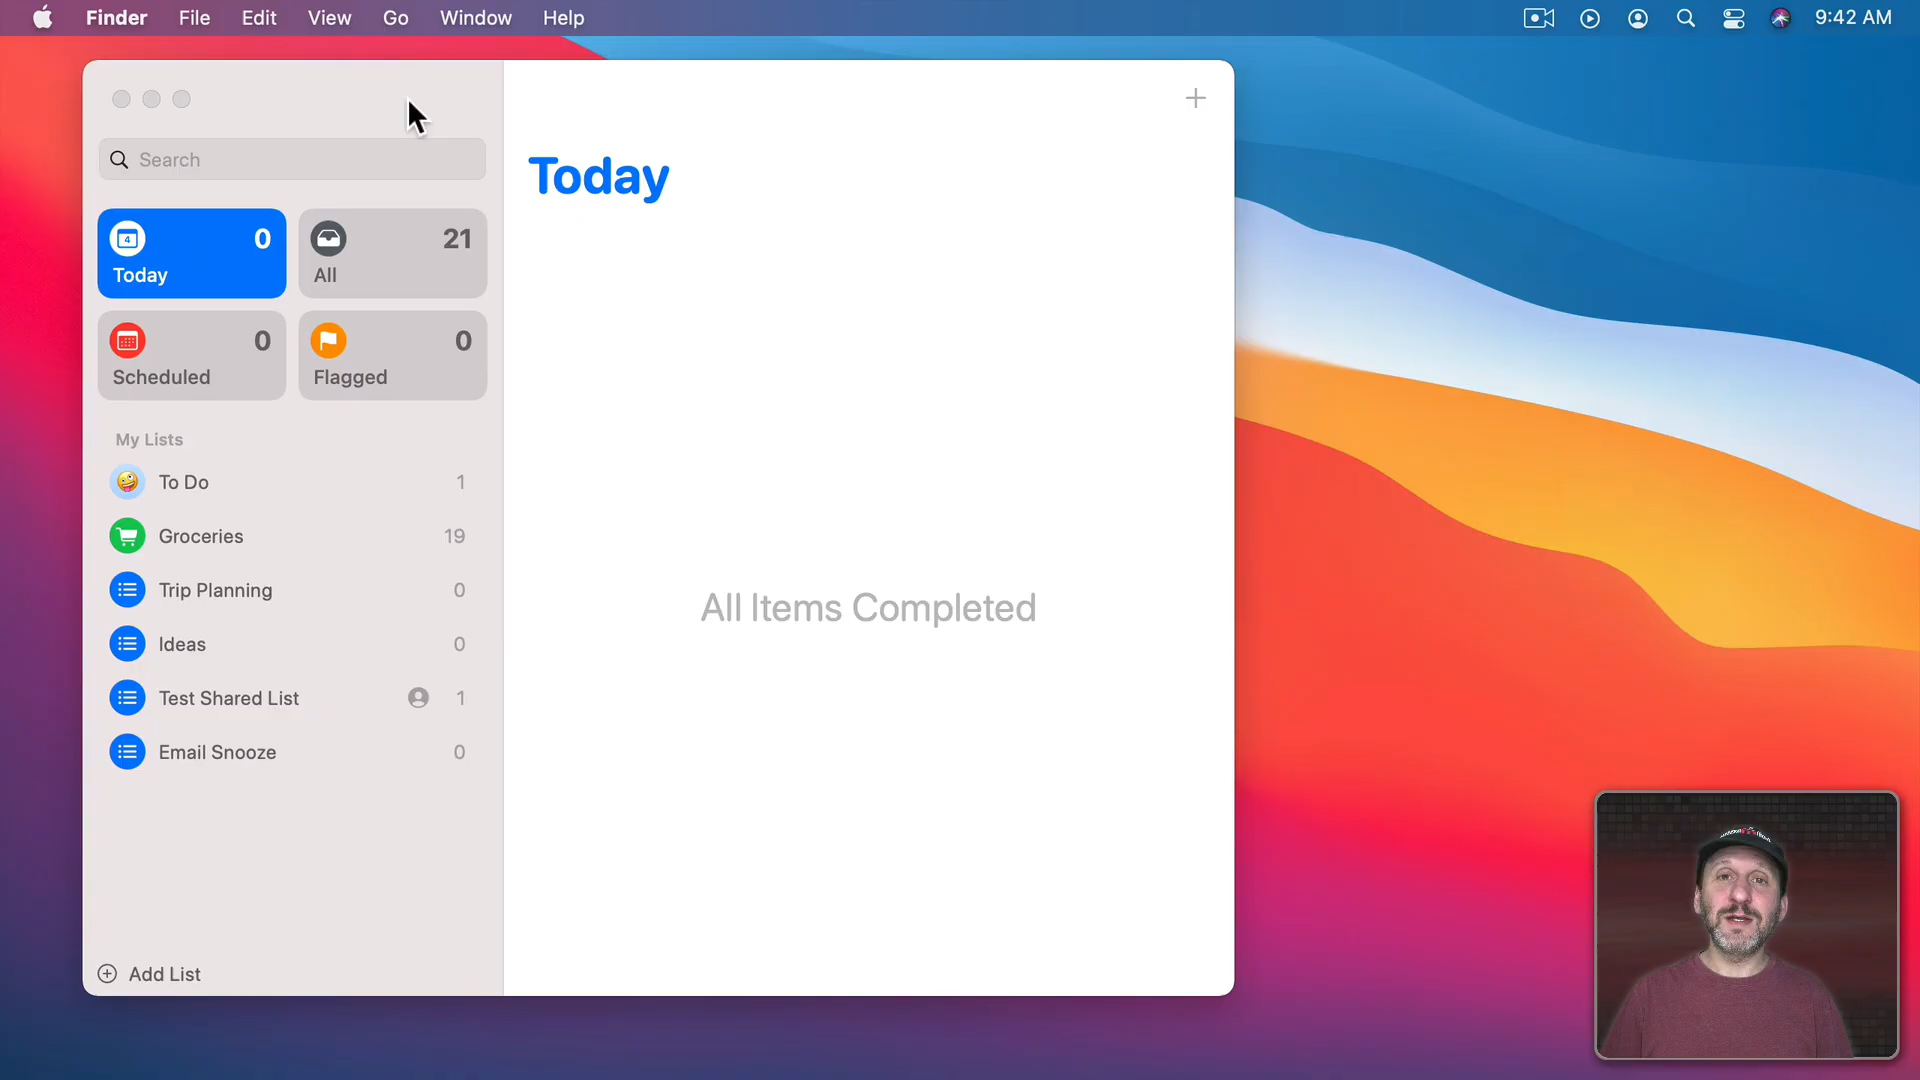 Finder File Edit View Go Window Help 9:42 AM
Search
Today
4 0
Today
21
All
0
Scheduled
0
Flagged
My Lists
To Do 1
Groceries 19
Trip Planning 0
Ideas 0
Test Shared List 1
Email Snooze 0
All Items Completed
Add List